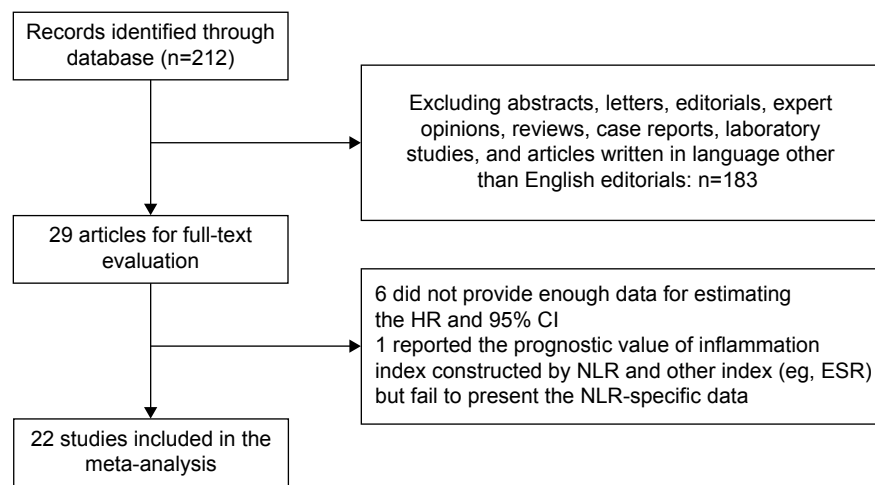 Records identified through
database (n=212)
Excluding abstracts, letters, editorials, expert
opinions, reviews, case reports, laboratory
studies, and articles written in language other
than English editorials: n=183
29 articles for full-text
evaluation
6 did not provide enough data for estimating
the HR and 95% CI
1 reported the prognostic value of inflammation
index constructed by NLR and other index (eg, ESR)
but fail to present the NLR-specific data
22 studies included in the
meta-analysis